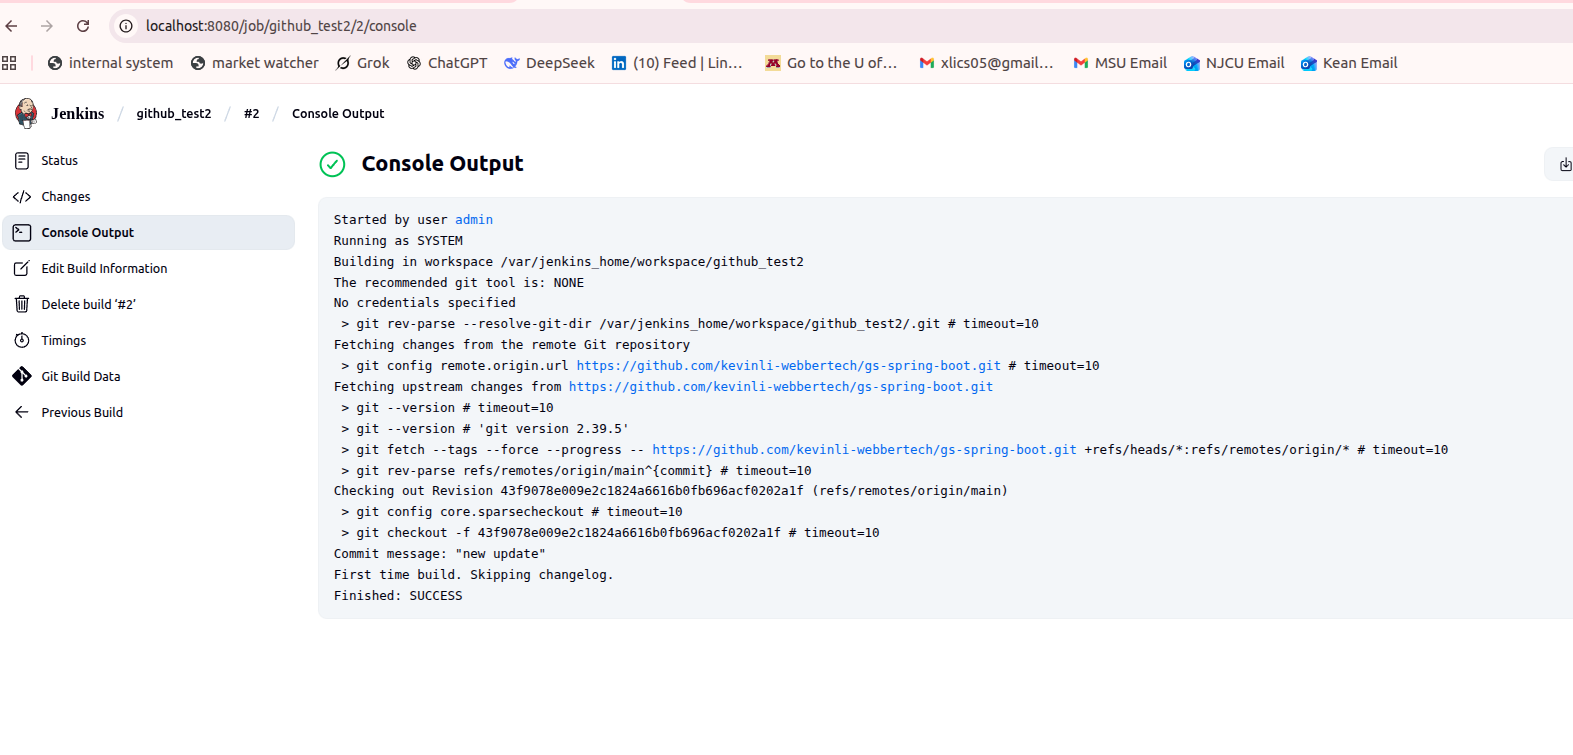 localhost:8080/job/github_test2/2/console
internal system market watcher Grok ChatGPT DeepSeek (10) Feed | Lin... Go to the U of... xlics05@gmail... MSU Email NJCU Email Kean Email
Jenkins / github_test2 / #2 / Console Output
Status
Changes
Console Output
Edit Build Information
Delete build ‘#2’
Timings
Git Build Data
Previous Build
Console Output
Started by user admin
Running as SYSTEM
Building in workspace /var/jenkins_home/workspace/github_test2
The recommended git tool is: NONE
No credentials specified
 > git rev-parse --resolve-git-dir /var/jenkins_home/workspace/github_test2/.git # timeout=10
Fetching changes from the remote Git repository
 > git config remote.origin.url https://github.com/kevinli-webbertech/gs-spring-boot.git # timeout=10
Fetching upstream changes from https://github.com/kevinli-webbertech/gs-spring-boot.git
 > git --version # timeout=10
 > git --version # 'git version 2.39.5'
 > git fetch --tags --force --progress -- https://github.com/kevinli-webbertech/gs-spring-boot.git +refs/heads/*:refs/remotes/origin/* # timeout=10
 > git rev-parse refs/remotes/origin/main^{commit} # timeout=10
Checking out Revision 43f9078e009e2c1824a6616b0fb696acf0202a1f (refs/remotes/origin/main)
 > git config core.sparsecheckout # timeout=10
 > git checkout -f 43f9078e009e2c1824a6616b0fb696acf0202a1f # timeout=10
Commit message: "new update"
First time build. Skipping changelog.
Finished: SUCCESS